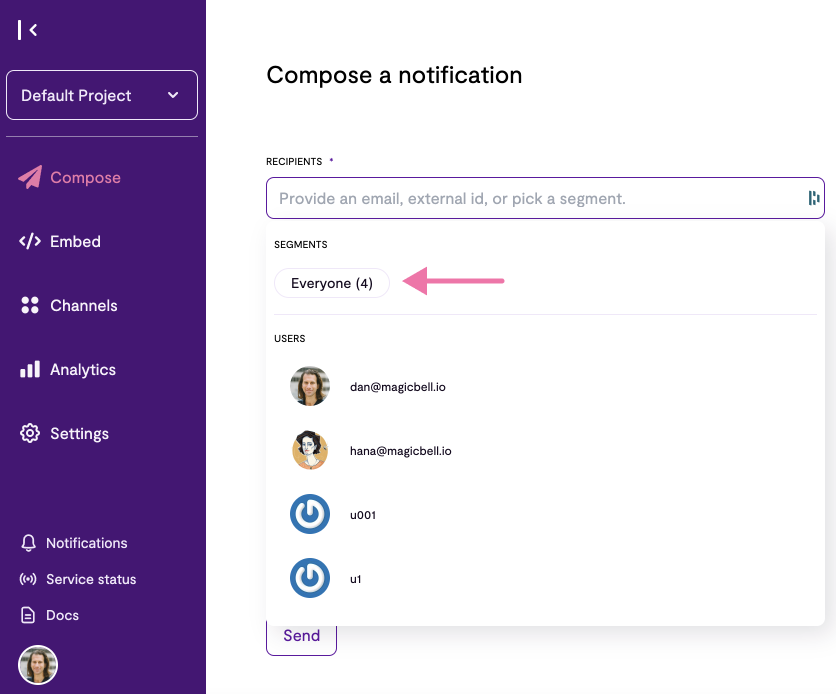 Default Project
Compose
Embed
Channels
Analytics
Settings
Notifications
Service status
Docs
Compose a notification
RECIPIENTS *
Provide an email, external id, or pick a segment.
SEGMENTS
Everyone (4)
USERS
dan@magicbell.io
hana@magicbell.io
u001
u1
Send